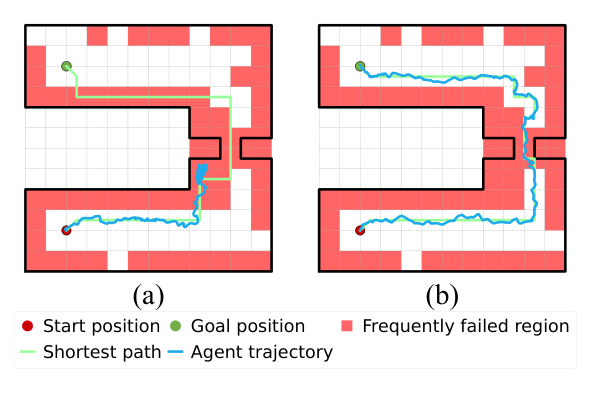 (a) (b)
Start position Goal position Frequently failed region
Shortest path Agent trajectory